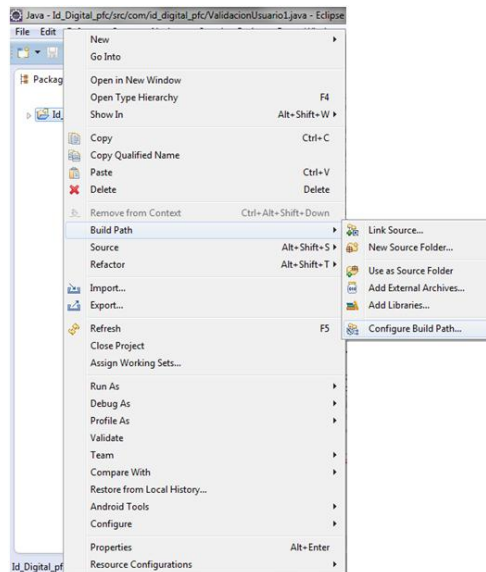 Java - Id_Digital_pfc/src/com/id_digital_pfc/ValidacionUsuario1.java - Eclipse
File Edit
Packag
Id_
New
Go Into
Open in New Window
Open Type Hierarchy F4
Show In Alt+Shift+W
Copy Ctrl+C
Copy Qualified Name
Paste Ctrl+V
Delete Delete
Remove from Context Ctrl+Alt+Shift+Down
Build Path
Source Alt+Shift+S
Refactor Alt+Shift+T
Import...
Export...
Refresh F5
Close Project
Assign Working Sets...
Run As
Debug As
Profile As
Validate
Team
Compare With
Restore from Local History...
Android Tools
Configure
Properties Alt+Enter
Resource Configurations
Link Source...
New Source Folder...
Use as Source Folder
Add External Archives...
Add Libraries...
Configure Build Path...
Id_Digital_pf